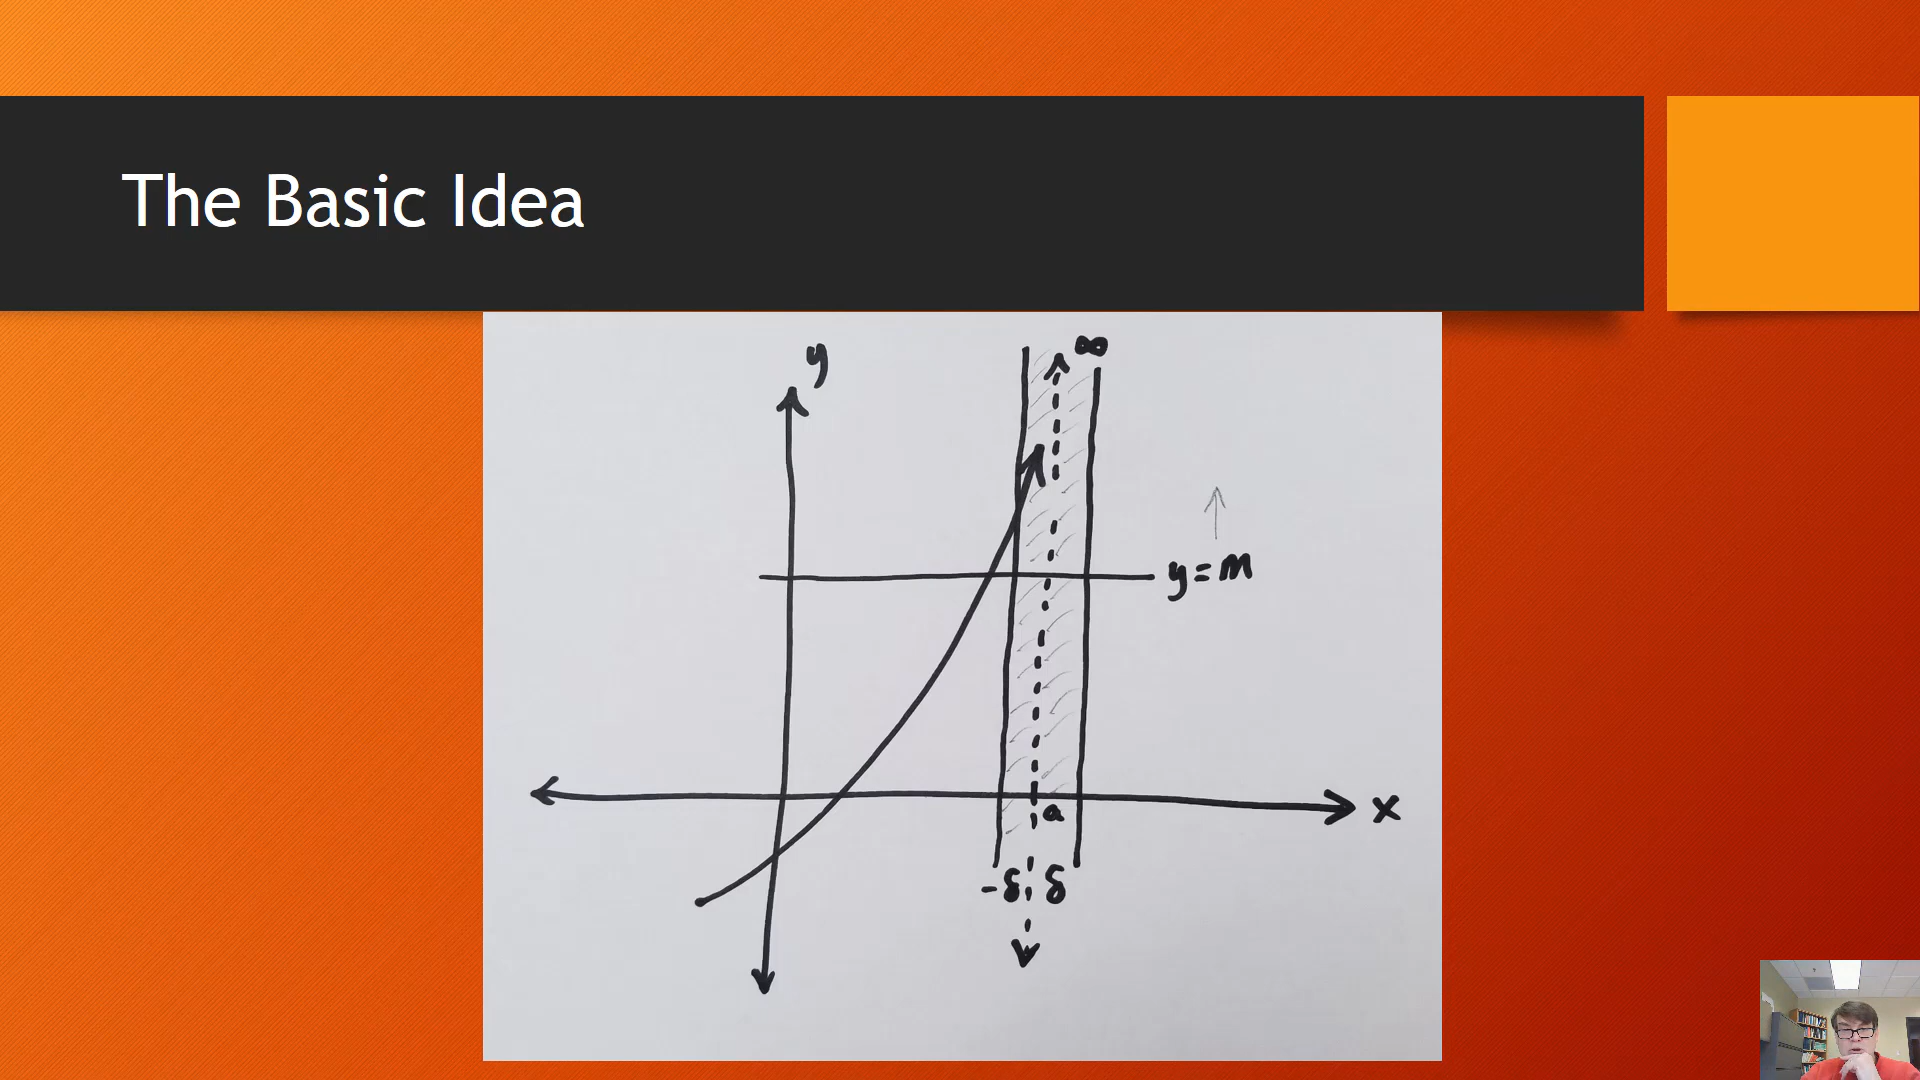 The Basic Idea
y
∞
y = m
x
a
-δ δ